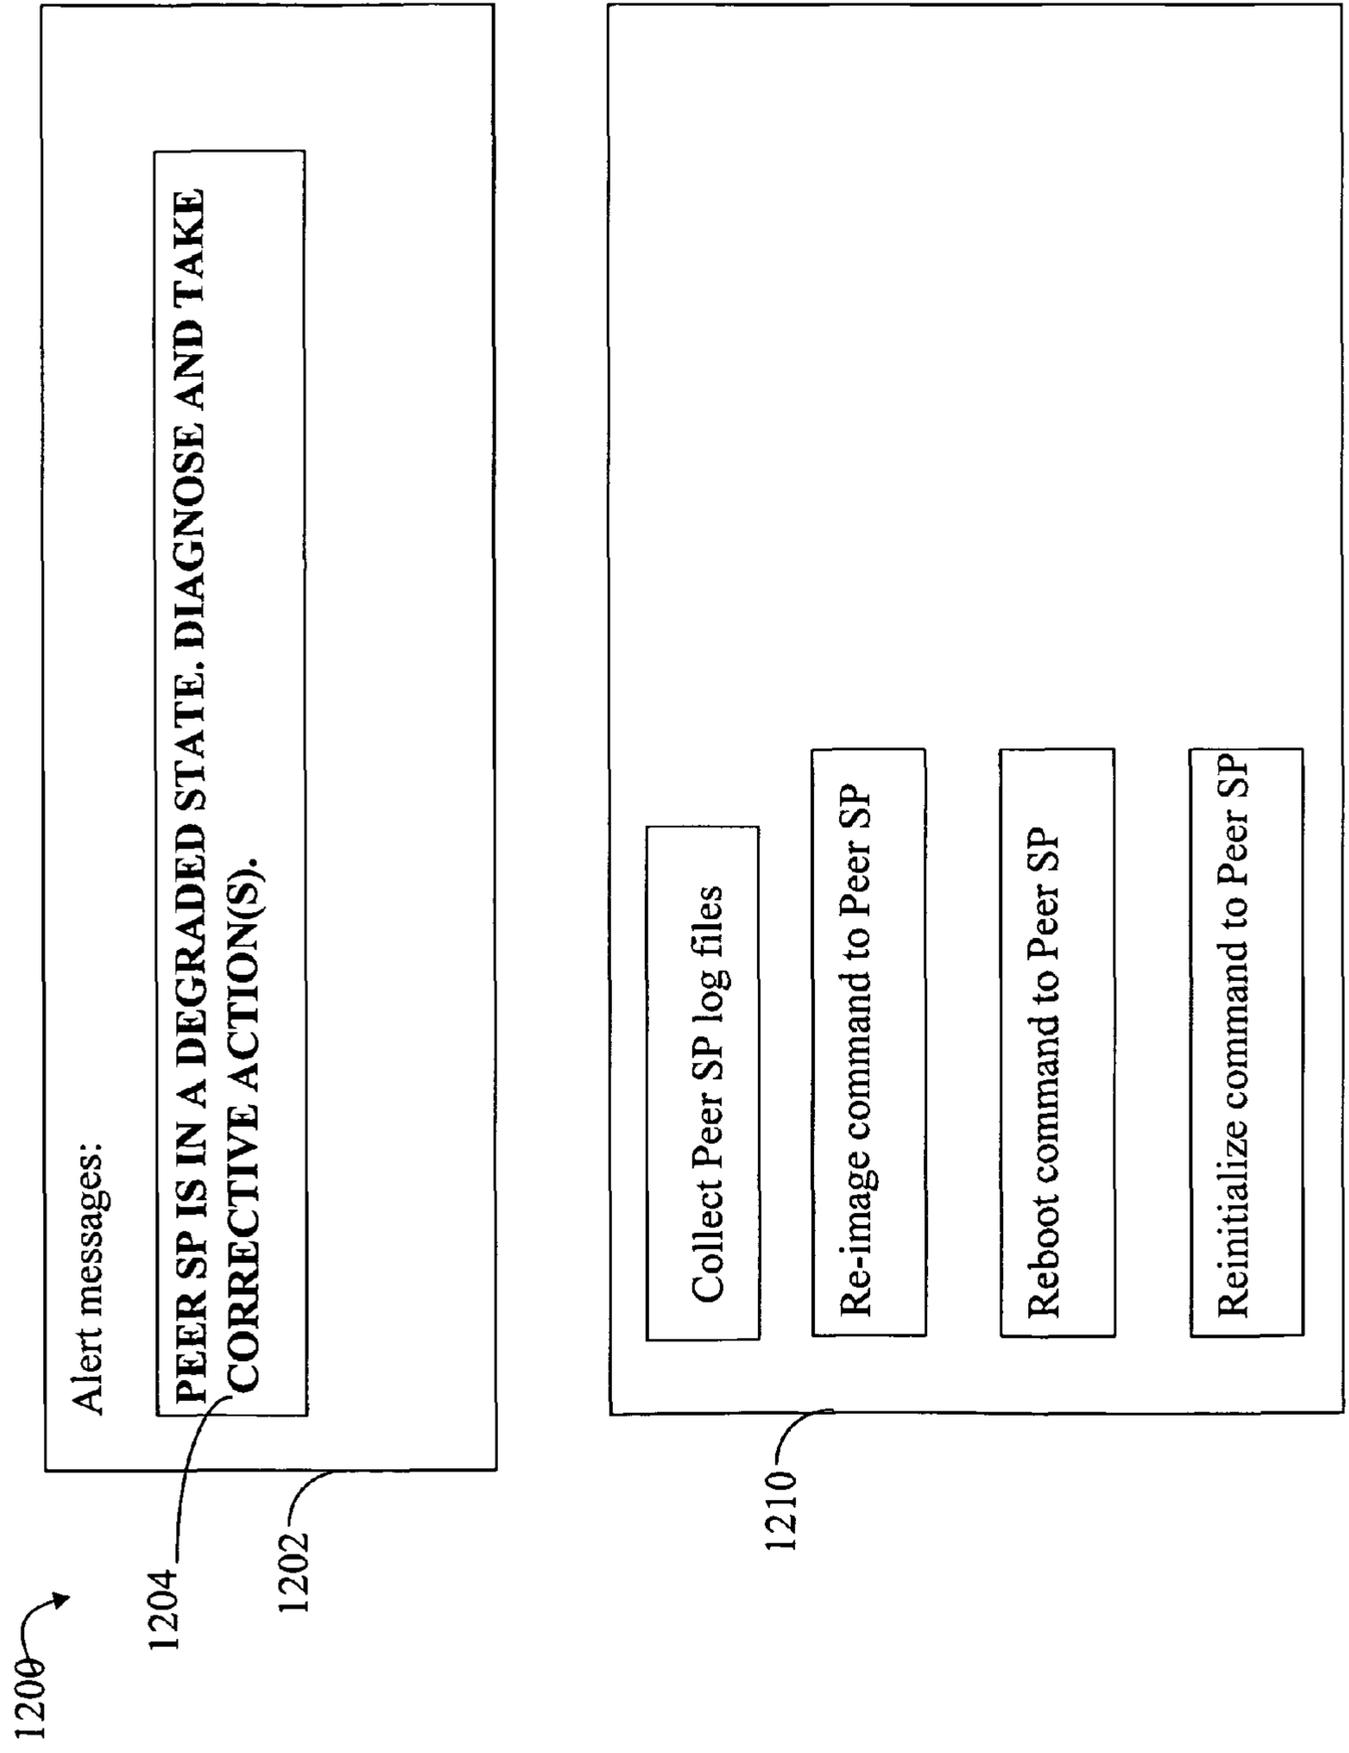 1200
Alert messages:
1204
PEER SP IS IN A DEGRADED STATE. DIAGNOSE AND TAKE
CORRECTIVE ACTION(S).
1202
Collect Peer SP log files
1210
Re-image command to Peer SP
Reboot command to Peer SP
Reinitialize command to Peer SP